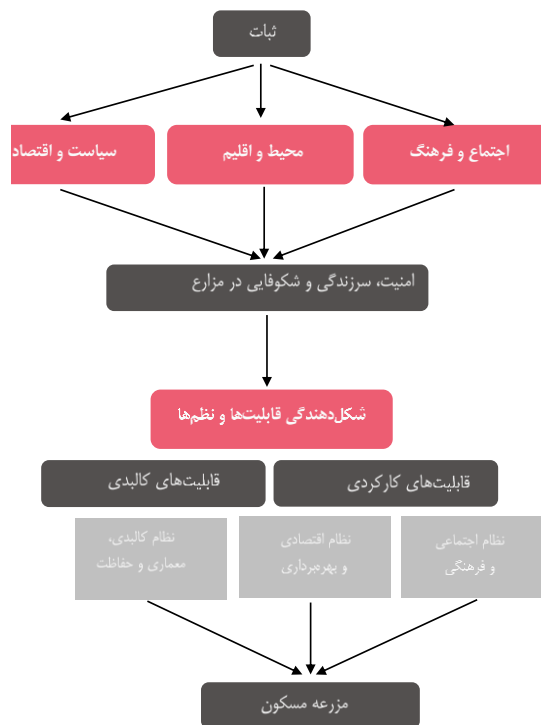 ثبات
اجتماع و فرهنگ
محیط و اقلیم
سیاست و اقتصاد
امنیت، سرزندگی و شکوفایی در مزارع
شکل‌دهندگی قابلیت‌ها و نظم‌ها
قابلیت‌های کارکردی
قابلیت‌های کالبدی
نظام اجتماعی
و فرهنگی
نظام اقتصادی
و بهره‌برداری
نظام کالبدی،
معماری و حفاظت
مزرعه مسکون